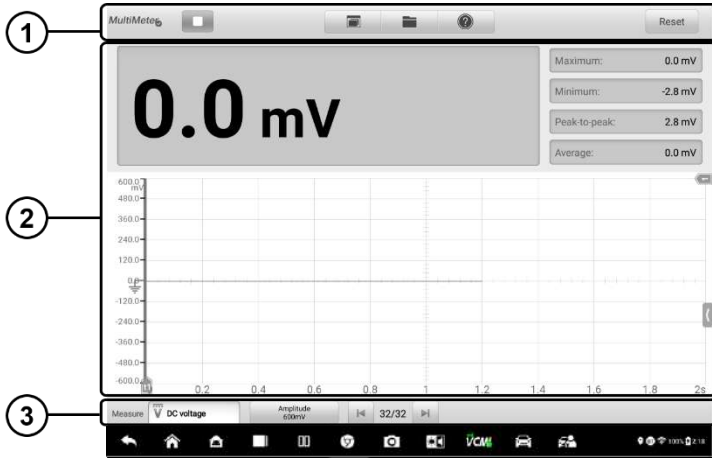 1
MultiMeter
Reset
2
0.0 mV
Maximum: 0.0 mV
Minimum: -2.8 mV
Peak-to-peak: 2.8 mV
Average: 0.0 mV
600.0
mV
480.0
360.0
240.0
120.0
0.0
-120.0
-240.0
-360.0
-480.0
-600.0
0.2 0.4 0.6 0.8 1 1.2 1.4 1.6 1.8 2s
3
Measure DC voltage Amplitude 32/32
600mV
VCMI 100% 2:18